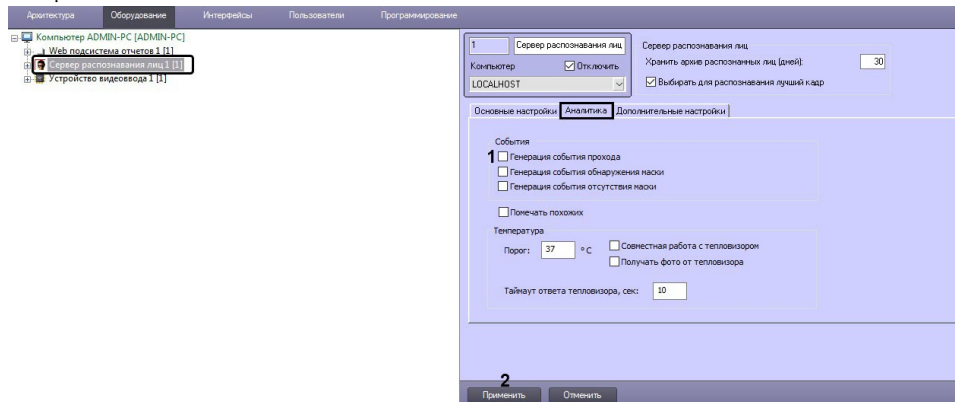 Архитектура Оборудование Интерфейсы Пользователи Программирование
Компьютер ADMIN-PC [ADMIN-PC]
Web подсистема отчетов 1 [1]
Сервер распознавания лиц 1 [1]
Устройство видеоввода 1 [1]
1 Сервер распознавания лиц
Компьютер Отключить
LOCALHOST
Сервер распознавания лиц
Хранить архив распознанных лиц (дней): 30
Выбирать для распознавания лучший кадр
Основные настройки Аналитика Дополнительные настройки
События
1 Генерация события прохода
Генерация события обнаружения маски
Генерация события отсутствия маски
Помечать похожих
Температура
Порог: 37 ° C Совместная работа с тепловизором
Получать фото от тепловизора
Таймаут ответа тепловизора, сек: 10
2
Применить Отменить